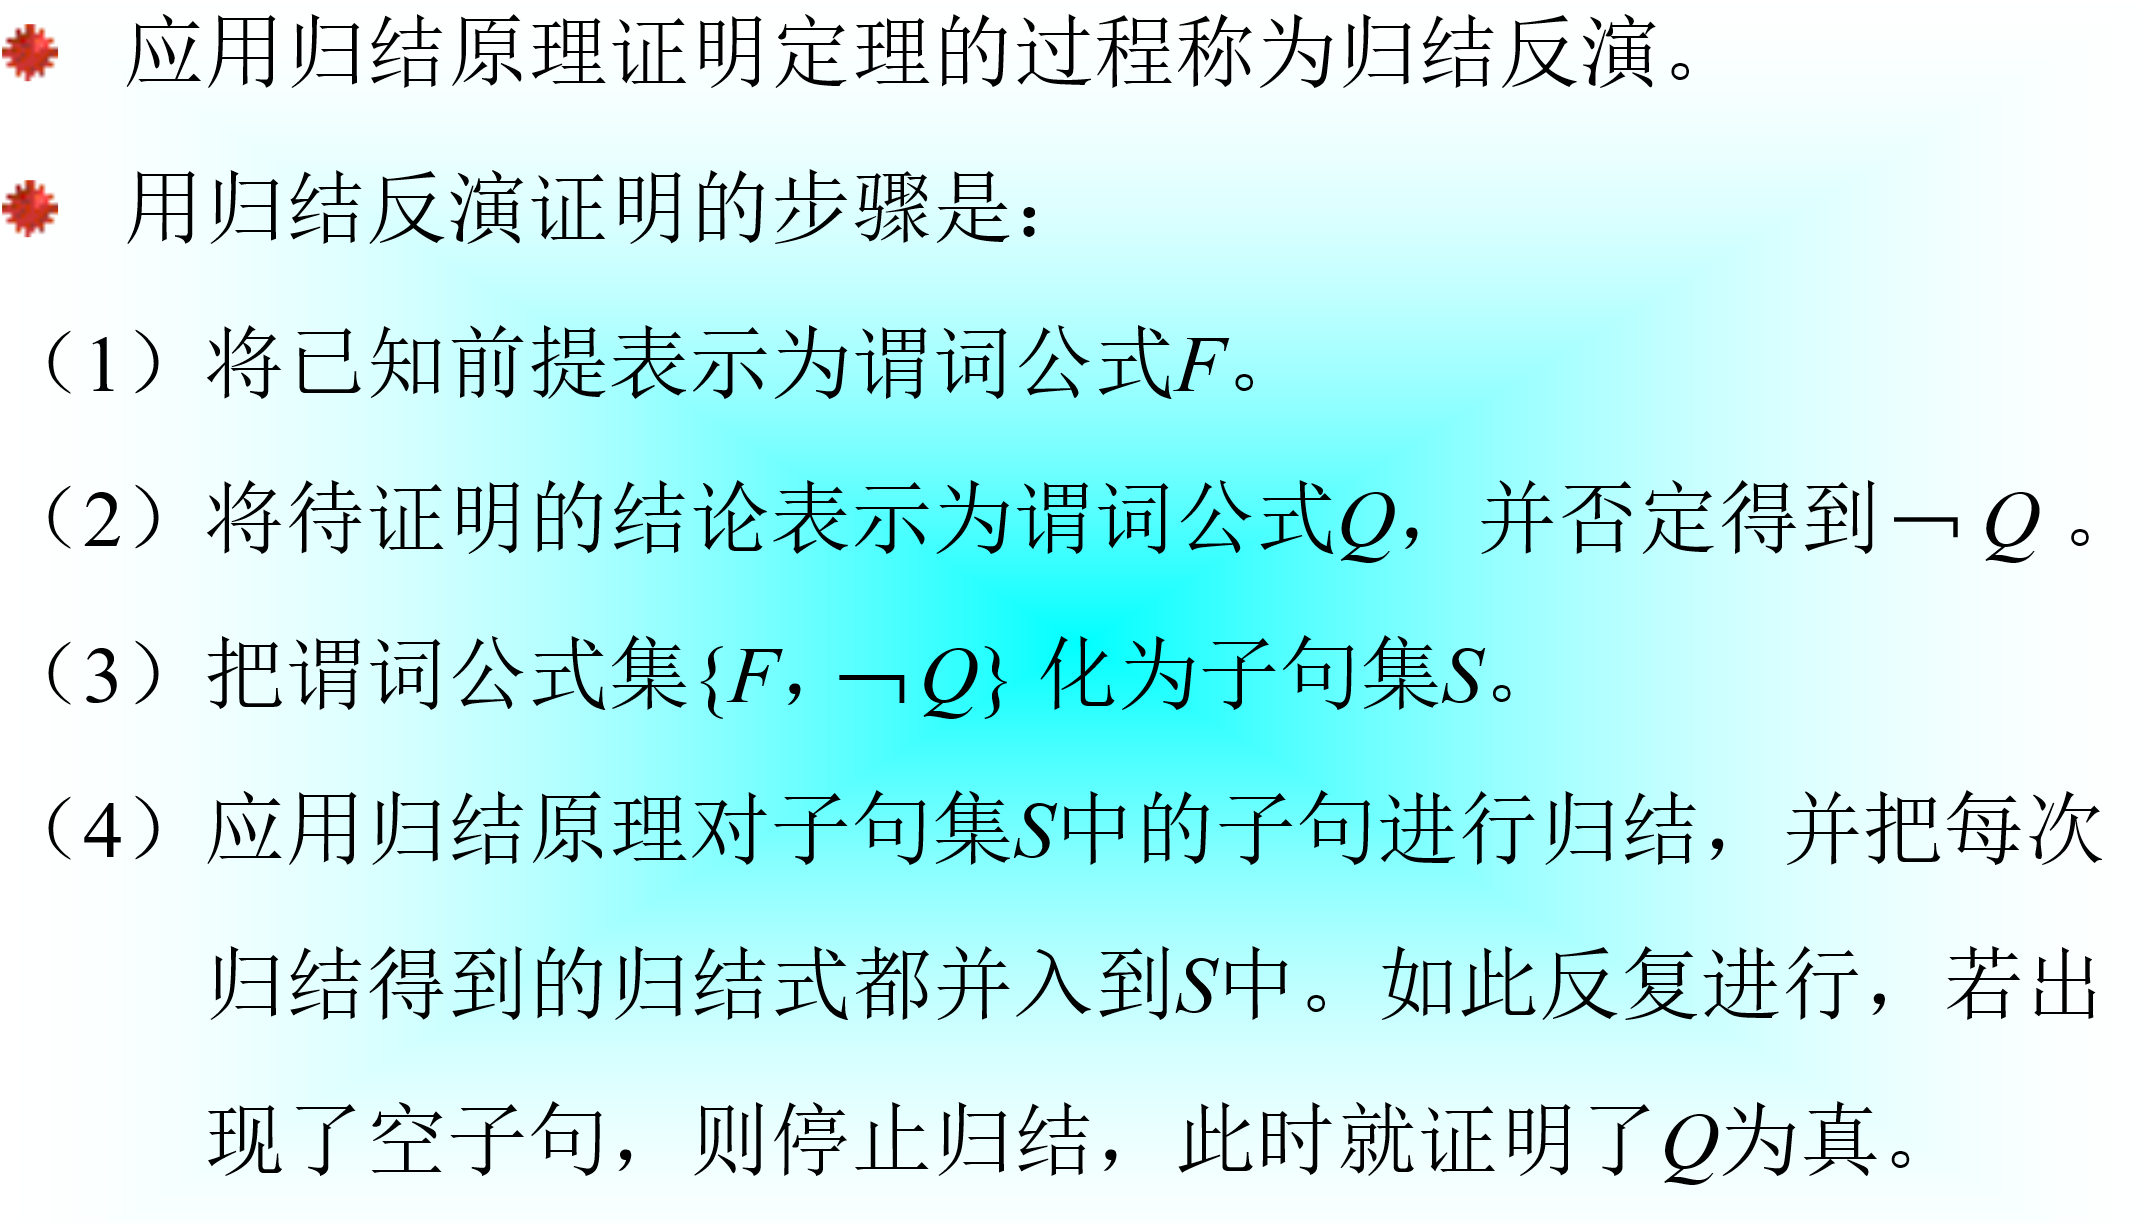 应用归结原理证明定理的过程称为归结反演。
用归结反演证明的步骤是：
（1）将已知前提表示为谓词公式F。
（2）将待证明的结论表示为谓词公式Q，并否定得到﹁ Q 。
（3）把谓词公式集{F，﹁Q} 化为子句集S。
（4）应用归结原理对子句集S中的子句进行归结，并把每次
归结得到的归结式都并入到S中。如此反复进行，若出
现了空子句，则停止归结，此时就证明了Q为真。